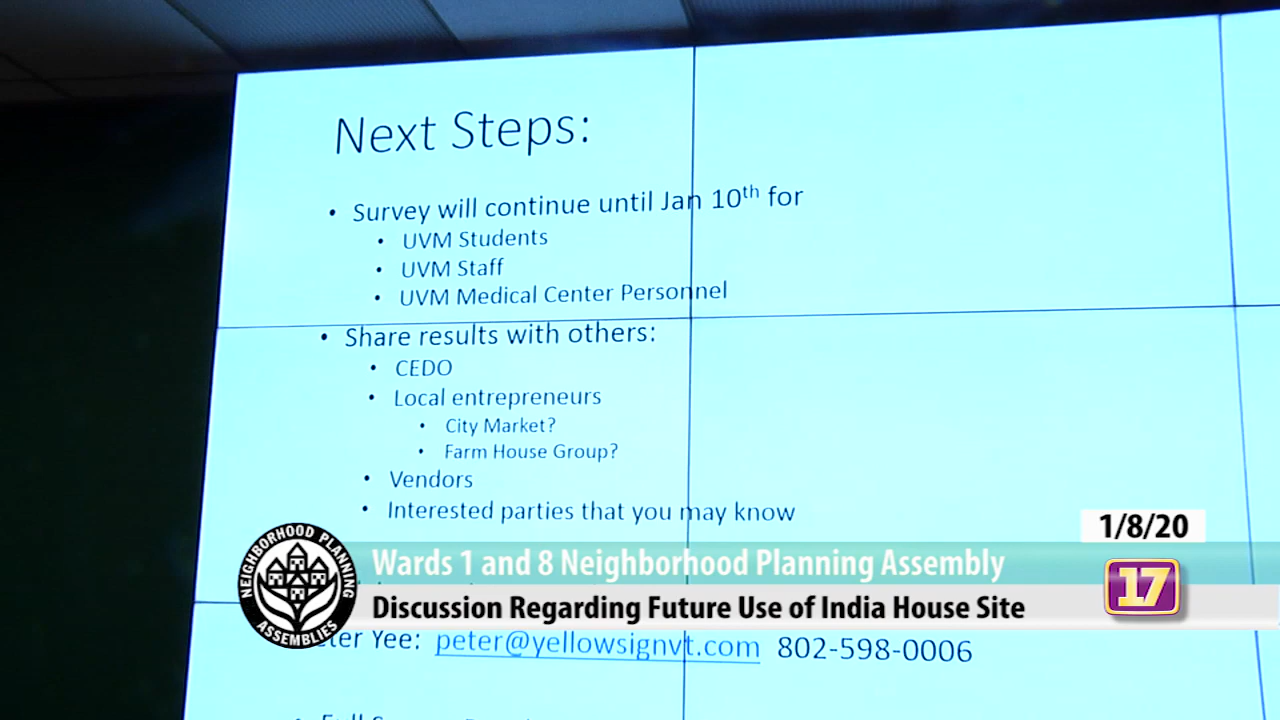 Next Steps:
• Survey will continue until Jan 10th for
• UVM Students
• UVM Staff
• UVM Medical Center Personnel
• Share results with others:
• CEDO
• Local entrepreneurs
• City Market?
• Farm House Group?
• Vendors
• Interested parties that you may know
1/8/20
NEIGHBORHOOD PLANNING ASSEMBLIES
Wards 1 and 8 Neighborhood Planning Assembly
17
Discussion Regarding Future Use of India House Site
Yee: peter@yellowsignvt.com 802-598-0006